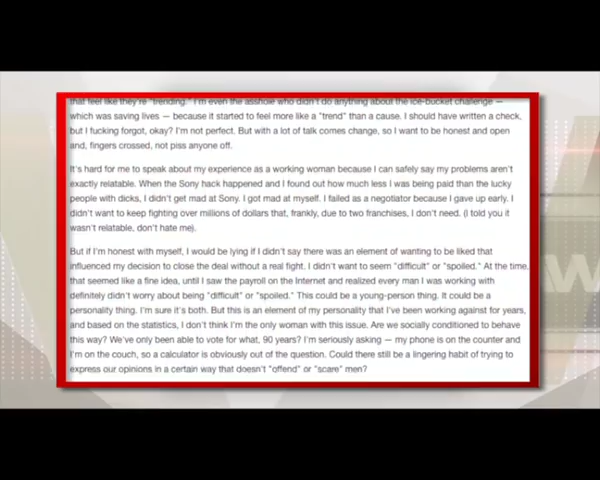 that feel like they're "trending." I'm even the asshole who didn't do anything about the ice-bucket challenge —
which was saving lives — because it started to feel more like a "trend" than a cause. I should have written a check,
but I fucking forgot, okay? I'm not perfect. But with a lot of talk comes change, so I want to be honest and open
and, fingers crossed, not piss anyone off.
It's hard for me to speak about my experience as a working woman because I can safely say my problems aren't
exactly relatable. When the Sony hack happened and I found out how much less I was being paid than the lucky
people with dicks, I didn't get mad at Sony. I got mad at myself. I failed as a negotiator because I gave up early. I
didn't want to keep fighting over millions of dollars that, frankly, due to two franchises, I don't need. (I told you it
wasn't relatable, don't hate me).
But if I'm honest with myself, I would be lying if I didn't say there was an element of wanting to be liked that
influenced my decision to close the deal without a real fight. I didn't want to seem "difficult" or "spoiled." At the time,
that seemed like a fine idea, until I saw the payroll on the Internet and realized every man I was working with
definitely didn't worry about being "difficult" or "spoiled." This could be a young-person thing. It could be a
personality thing. I'm sure it's both. But this is an element of my personality that I've been working against for years,
and based on the statistics, I don't think I'm the only woman with this issue. Are we socially conditioned to behave
this way? We've only been able to vote for what, 90 years? I'm seriously asking — my phone is on the counter and
I'm on the couch, so a calculator is obviously out of the question. Could there still be a lingering habit of trying to
express our opinions in a certain way that doesn't "offend" or "scare" men?